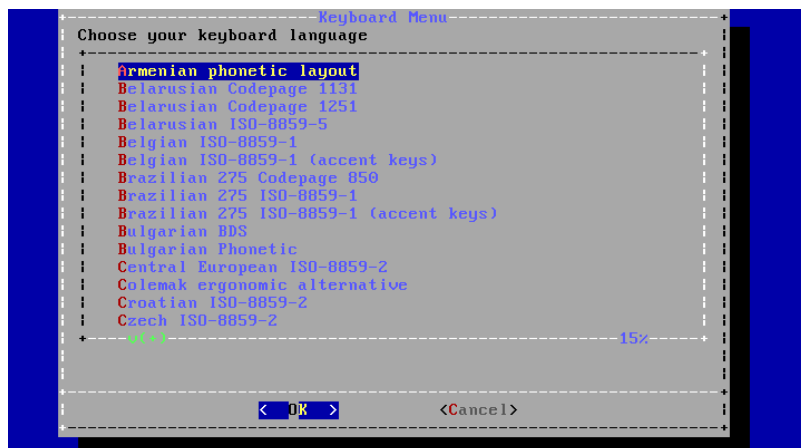 Keyboard Menu
Choose your keyboard language
Armenian phonetic layout
Belarusian Codepage 1131
Belarusian Codepage 1251
Belarusian ISO-8859-5
Belgian ISO-8859-1
Belgian ISO-8859-1 (accent keys)
Brazilian 275 Codepage 850
Brazilian 275 ISO-8859-1
Brazilian 275 ISO-8859-1 (accent keys)
Bulgarian BDS
Bulgarian Phonetic
Central European ISO-8859-2
Colemak ergonomic alternative
Croatian ISO-8859-2
Czech ISO-8859-2
v(+) 15%
< OK > <Cancel>